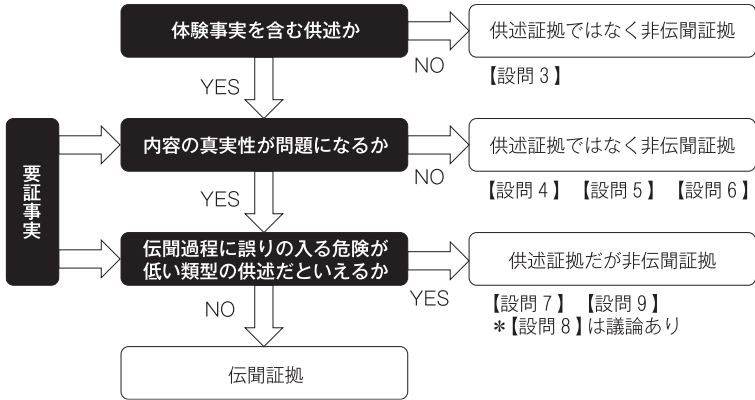 体験事実を含む供述か
NO
供述証拠ではなく非伝聞証拠
【設問3】
YES
要証事実
内容の真実性が問題になるか
NO
供述証拠ではなく非伝聞証拠
【設問4】【設問5】【設問6】
YES
伝聞過程に誤りの入る危険が
低い類型の供述だといえるか
YES
供述証拠だが非伝聞証拠
【設問7】【設問9】
*【設問8】は議論あり
NO
伝聞証拠